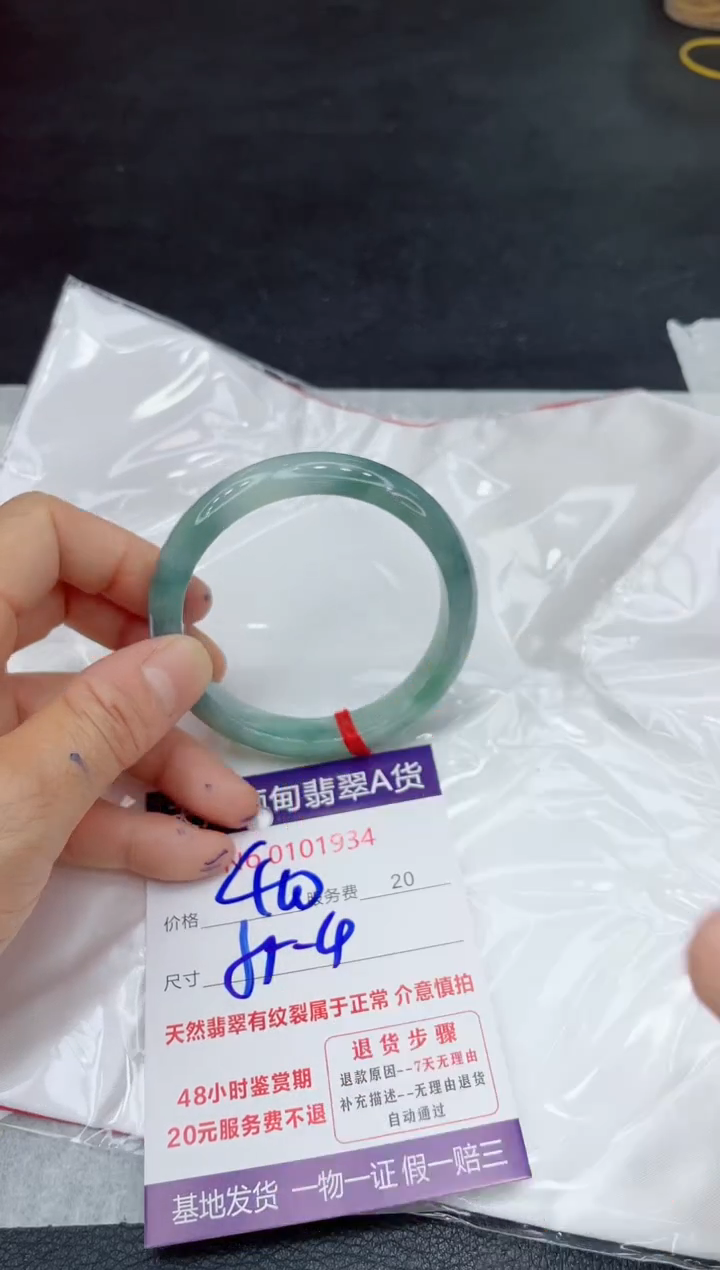 甸翡翠A货
No 0101934
价格 服务费 20
尺寸
天然翡翠有纹裂属于正常 介意慎拍
48小时鉴赏期
20元服务费不退
退货步骤
退款原因--7天无理由
补充描述--无理由退货
自动通过
基地发货 一物一证 假一赔三